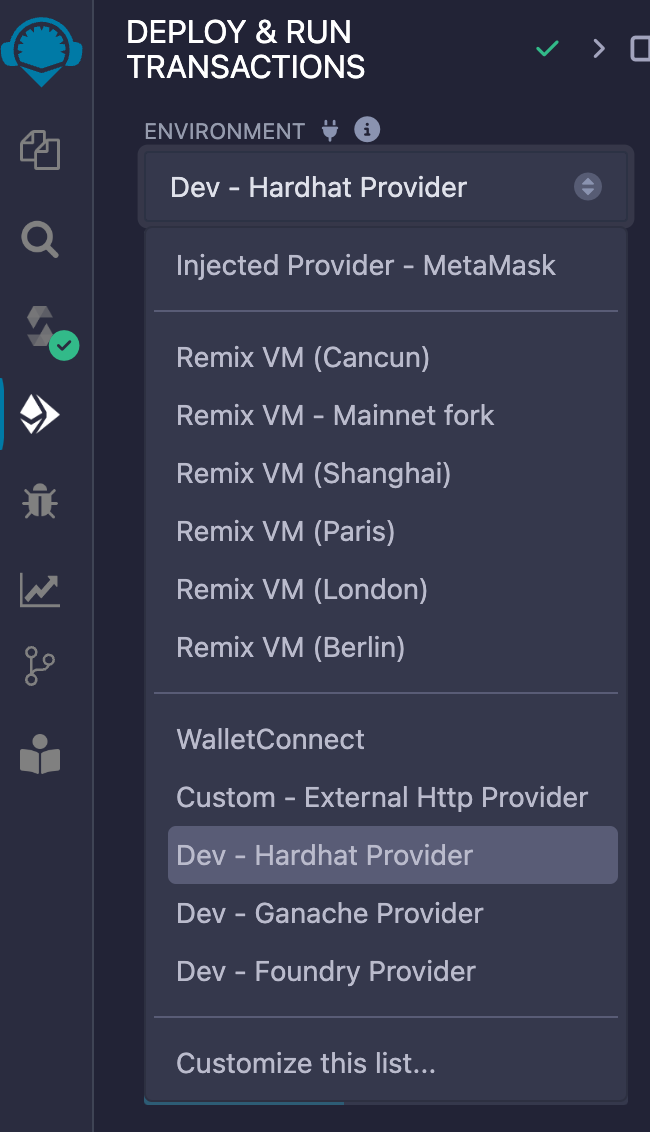 DEPLOY & RUN
TRANSACTIONS
ENVIRONMENT
Dev - Hardhat Provider
Injected Provider - MetaMask
Remix VM (Cancun)
Remix VM - Mainnet fork
Remix VM (Shanghai)
Remix VM (Paris)
Remix VM (London)
Remix VM (Berlin)
WalletConnect
Custom - External Http Provider
Dev - Hardhat Provider
Dev - Ganache Provider
Dev - Foundry Provider
Customize this list...